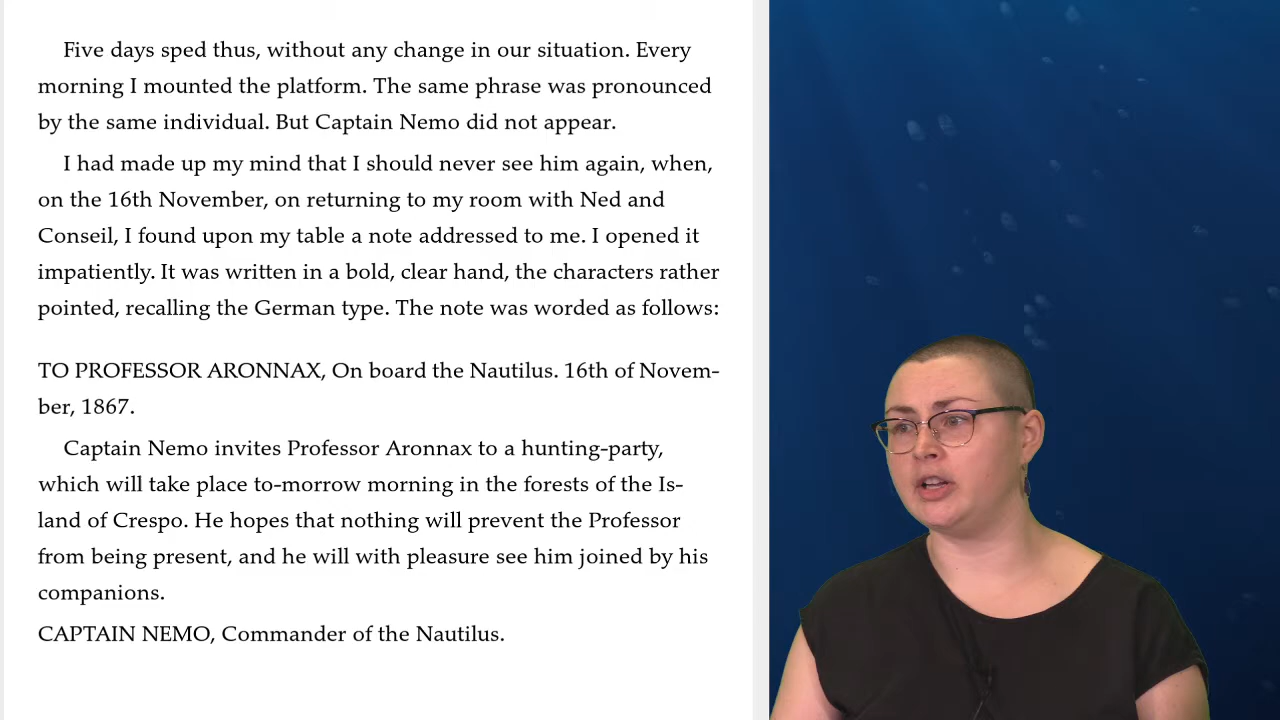 Five days sped thus, without any change in our situation. Every
morning I mounted the platform. The same phrase was pronounced
by the same individual. But Captain Nemo did not appear.
I had made up my mind that I should never see him again, when,
on the 16th November, on returning to my room with Ned and
Conseil, I found upon my table a note addressed to me. I opened it
impatiently. It was written in a bold, clear hand, the characters rather
pointed, recalling the German type. The note was worded as follows:
TO PROFESSOR ARONNAX, On board the Nautilus. 16th of Novem-
ber, 1867.
Captain Nemo invites Professor Aronnax to a hunting-party,
which will take place to-morrow morning in the forests of the Is-
land of Crespo. He hopes that nothing will prevent the Professor
from being present, and he will with pleasure see him joined by his
companions.
CAPTAIN NEMO, Commander of the Nautilus.